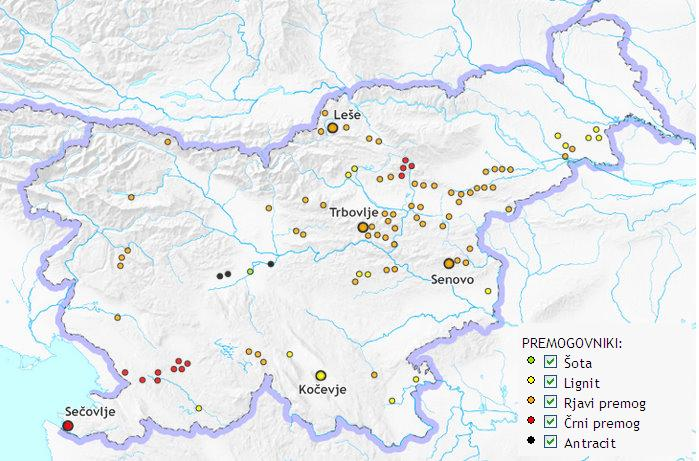 Leše
Trbovlje
Senovo
Kočevje
Sečovlje
PREMOGOVNIKI:
Šota
Lignit
Rjavi premog
Črni premog
Antracit